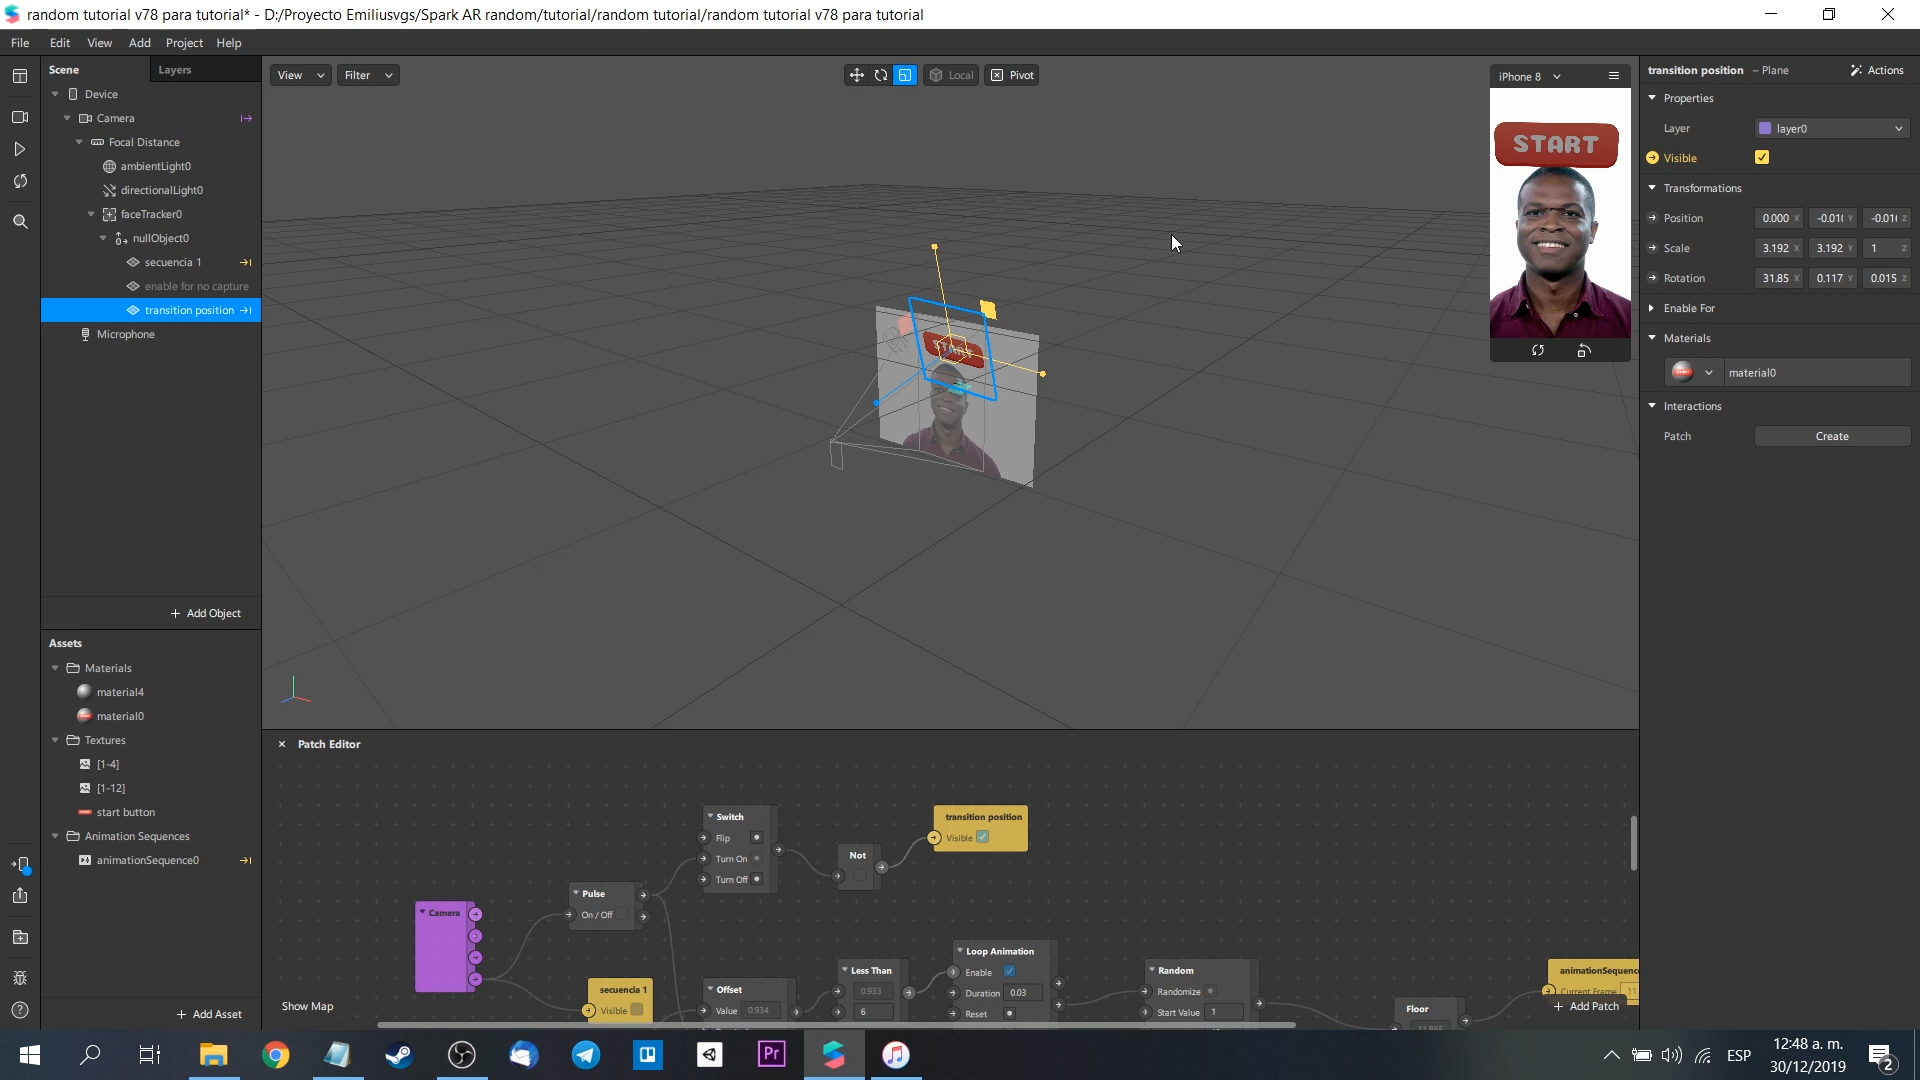 random tutorial v78 para tutorial* - D:/Proyecto Emiliusvgs/Spark AR random/tutorial/random tutorial/random tutorial v78 para tutorial
File Edit View Add Project Help
Scene Layers
Device
Camera
Focal Distance
ambientLight0
directionalLight0
faceTracker0
nullObject0
secuencia 1
enable for no capture
transition position
Microphone
+ Add Object
Assets
Materials
material4
material0
Textures
[1-4]
[1-12]
start button
Animation Sequences
animationSequence0
+ Add Asset
View Filter
Local Pivot
START
iPhone 8
START
transition position – Plane Actions
Properties
Layer layer0
Visible
Transformations
Position 0.000 X -0.01 Y -0.01 Z
Scale 3.192 X 3.192 Y 1 Z
Rotation 31.85 X 0.117 Y 0.015 Z
Enable For
Materials
material0
Interactions
Patch Create
× Patch Editor
Switch
Flip
Turn On
Turn Off
Not
transition position
Visible
Pulse
On / Off
Camera
secuencia 1
Visible
Offset
Value 0.934
Less Than
0.933
6
Loop Animation
Enable
Duration 0.03
Reset
Random
Randomize
Start Value 1
Floor
11.865
animationSequence
Current Frame 11
+ Add Patch
Show Map
ESP
12:48 a. m.
30/12/2019
2
Pr